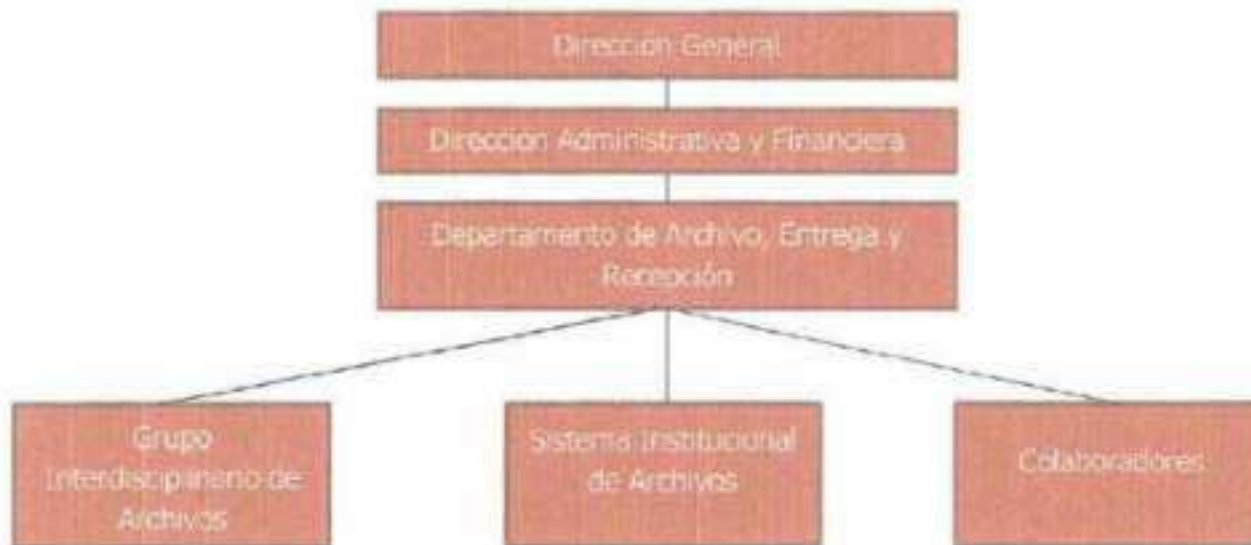 Dirección General
Dirección Administrativa y Financiera
Departamento de Archivo, Entrega y
Recepción
Grupo
Interdisciplinario de
Archivos
Sistema Institucional
de Archivos
Colaboradores